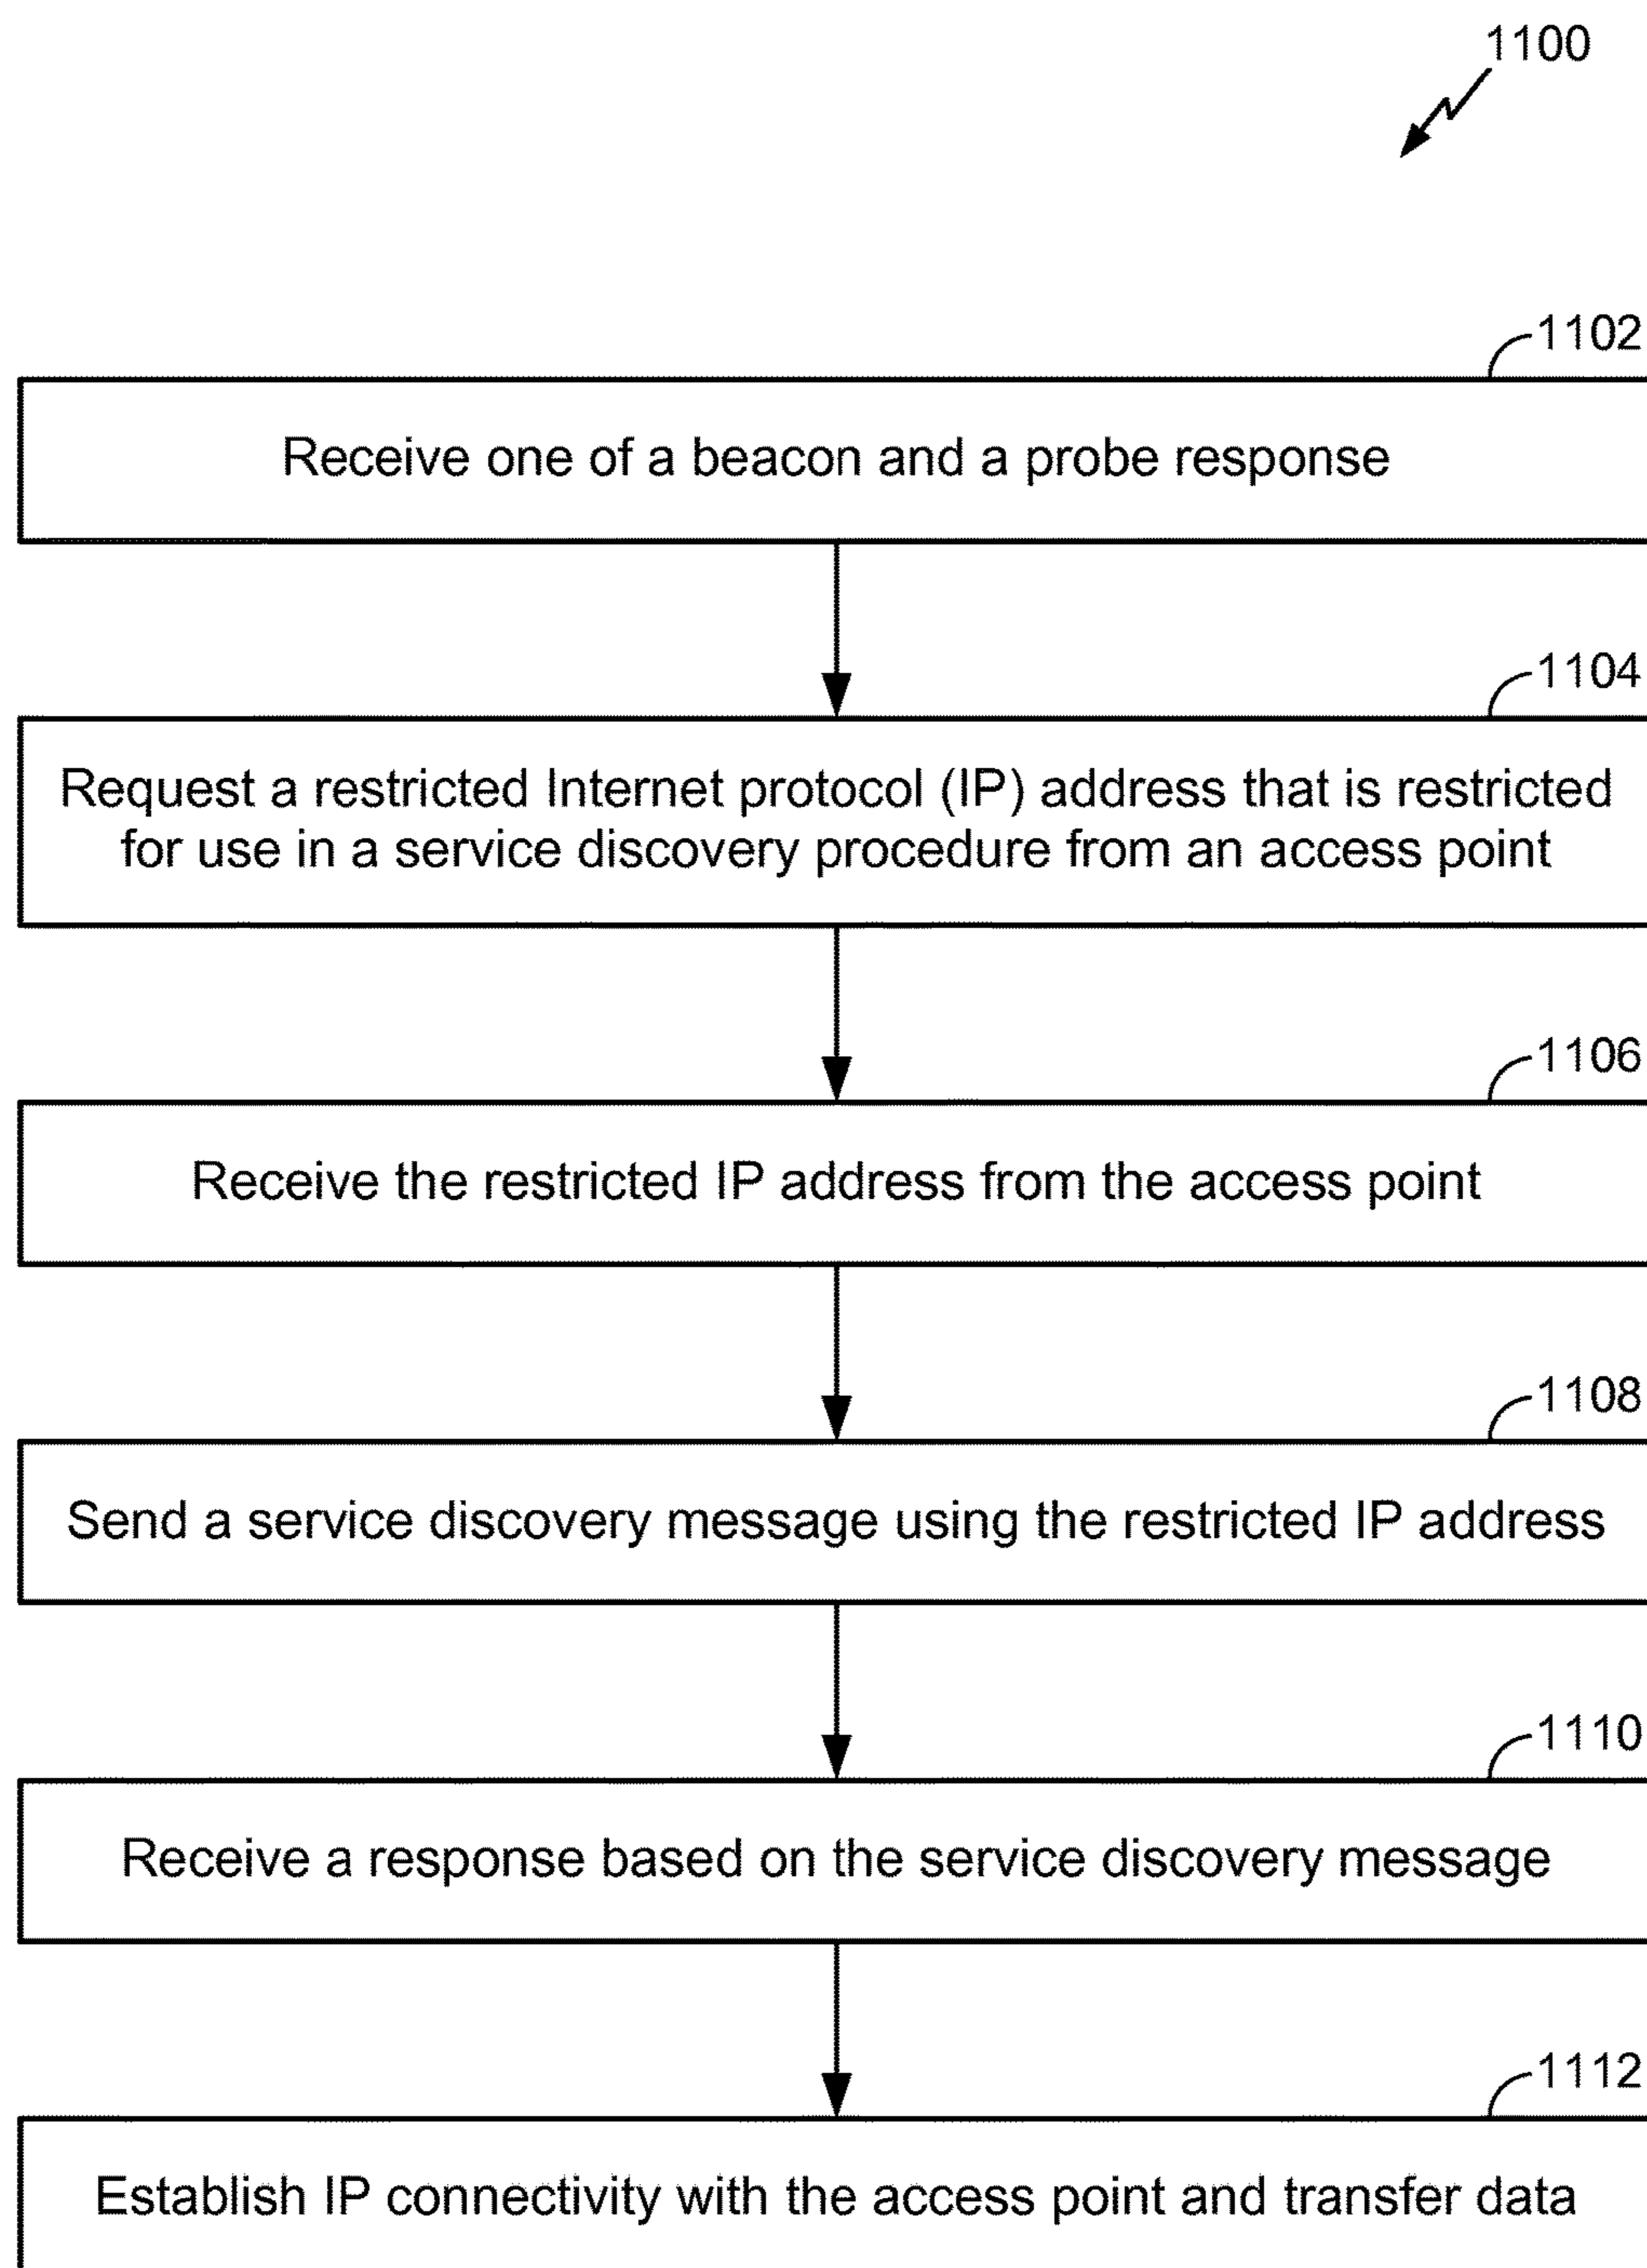 1100
1102
Receive one of a beacon and a probe response
1104
Request a restricted Internet protocol (IP) address that is restricted
for use in a service discovery procedure from an access point
1106
Receive the restricted IP address from the access point
1108
Send a service discovery message using the restricted IP address
1110
Receive a response based on the service discovery message
1112
Establish IP connectivity with the access point and transfer data